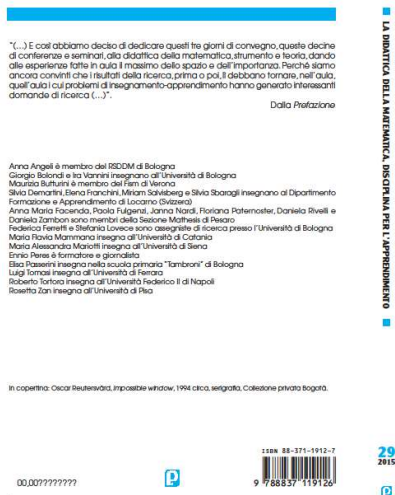 "(…) E così abbiamo deciso di dedicare questi tre giorni di convegno, queste decine
di conferenze e seminari, alla didattica della matematica, strumento e teoria, dando
alle esperienze fatte in aula il massimo dello spazio e dell'importanza. Perché siamo
ancora convinti che i risultati della ricerca, prima o poi, lì debbano tornare, nell'aula,
quell'aula i cui problemi di insegnamento-apprendimento hanno generato interessanti
domande di ricerca (…)".
Dalla Prefazione
Anna Angeli è membro del RSDDM di Bologna
Giorgio Bolondi e Ira Vannini insegnano all'Università di Bologna
Maurizia Butturini è membro del Fism di Verona
Silvia Demartini, Elena Franchini, Miriam Salvisberg e Silvia Sbaragli insegnano al Dipartimento
Formazione e Apprendimento di Locarno (Svizzera)
Anna Maria Facenda, Paola Fulgenzi, Janna Nardi, Floriana Paternoster, Daniela Rivelli e
Daniela Zambon sono membri della Sezione Mathesis di Pesaro
Federica Ferretti e Stefania Lovece sono assegniste di ricerca presso l'Università di Bologna
Maria Flavia Mammana insegna all'Università di Catania
Maria Alessandra Mariotti insegna all'Università di Siena
Ennio Peres è formatore e giornalista
Elisa Passerini insegna nella scuola primaria "Tambroni" di Bologna
Luigi Tomasi insegna all'Università di Ferrara
Roberto Tortora insegna all'Università Federico II di Napoli
Rosetta Zan insegna all'Università di Pisa
In copertina: Oscar Reutersvärd, Impossible window, 1994 circa, serigrafia, Collezione privata Bogotà.
00,00????????
p
ISBN 88-371-1912-7
9 788837 119126
LA DIDATTICA DELLA MATEMATICA, DISCIPLINA PER L'APPRENDIMENTO
29
2015
p